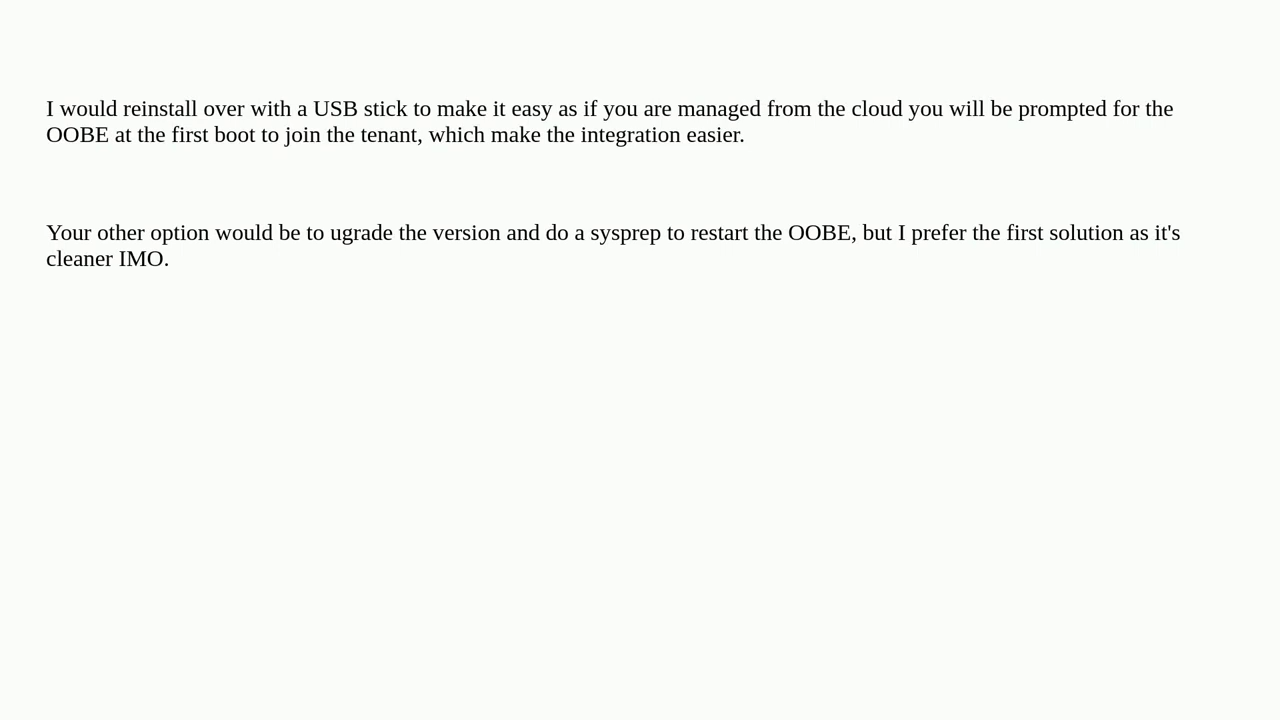 I would reinstall over with a USB stick to make it easy as if you are managed from the cloud you will be prompted for the
OOBE at the first boot to join the tenant, which make the integration easier.
Your other option would be to ugrade the version and do a sysprep to restart the OOBE, but I prefer the first solution as it's
cleaner IMO.